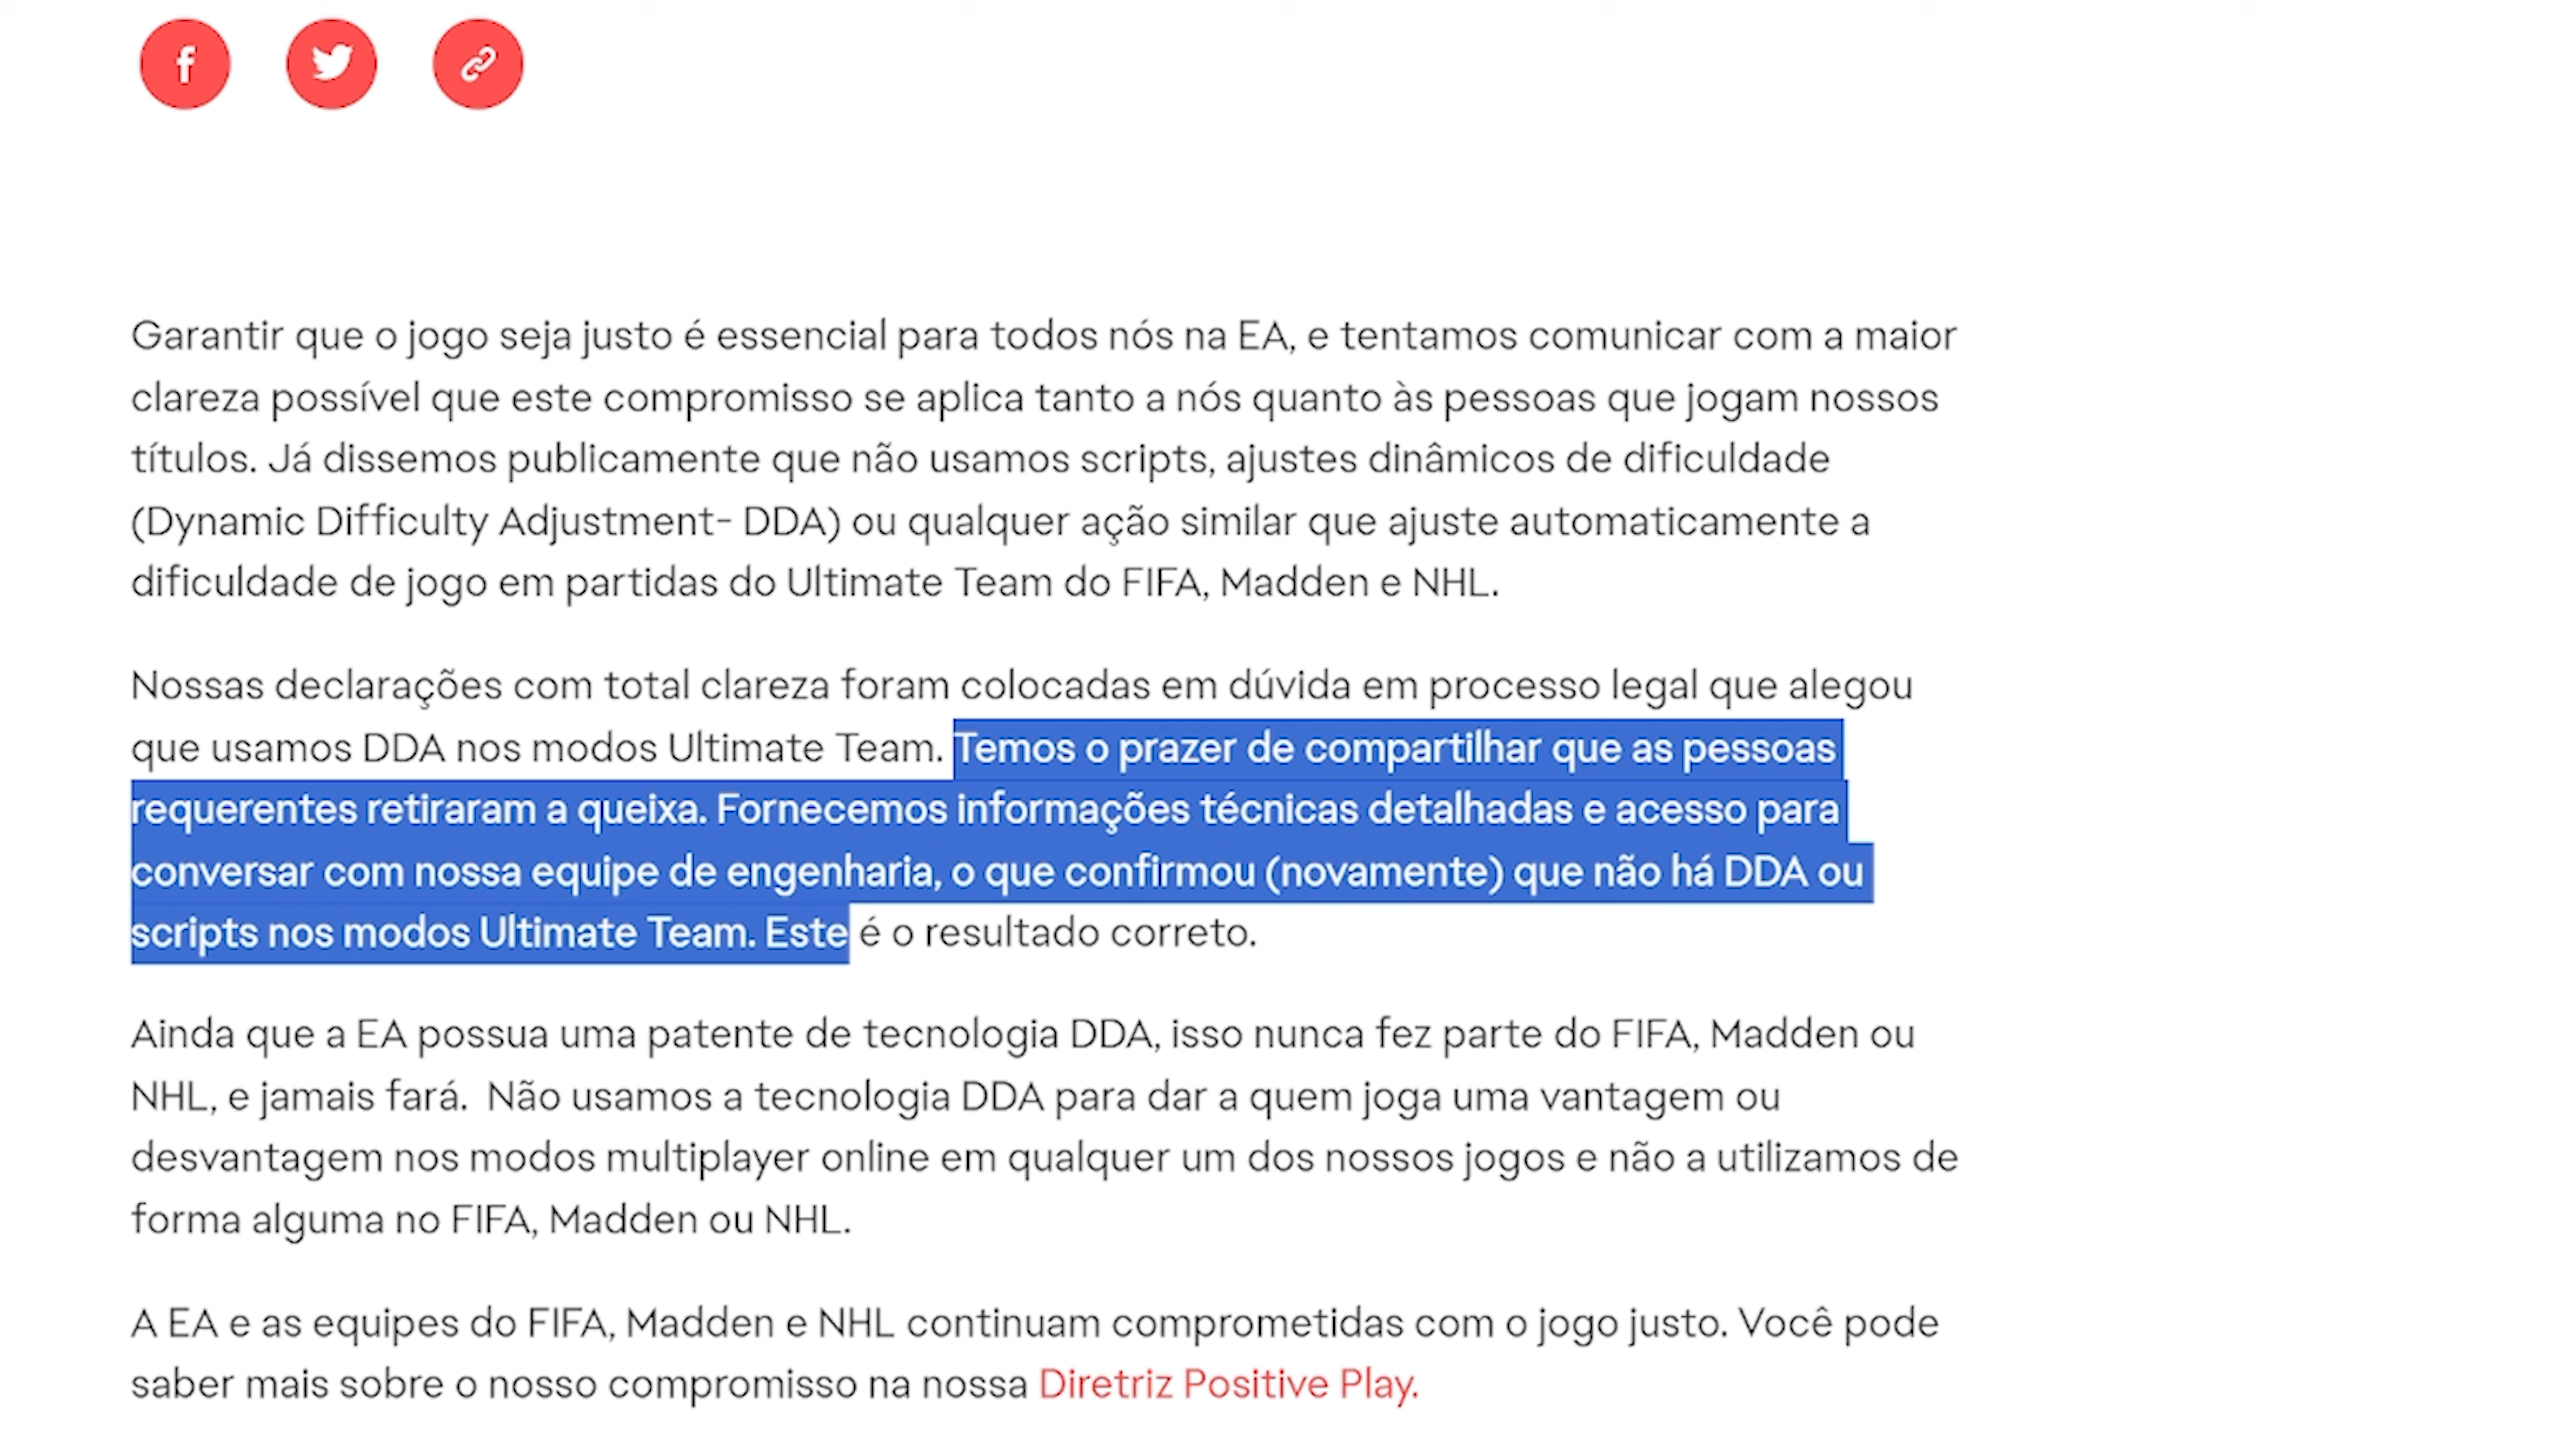 Garantir que o jogo seja justo é essencial para todos nós na EA, e tentamos comunicar com a maior
clareza possível que este compromisso se aplica tanto a nós quanto às pessoas que jogam nossos
títulos. Já dissemos publicamente que não usamos scripts, ajustes dinâmicos de dificuldade
(Dynamic Difficulty Adjustment- DDA) ou qualquer ação similar que ajuste automaticamente a
dificuldade de jogo em partidas do Ultimate Team do FIFA, Madden e NHL.
Nossas declarações com total clareza foram colocadas em dúvida em processo legal que alegou
que usamos DDA nos modos Ultimate Team. Temos o prazer de compartilhar que as pessoas
requerentes retiraram a queixa. Fornecemos informações técnicas detalhadas e acesso para
conversar com nossa equipe de engenharia, o que confirmou (novamente) que não há DDA ou
scripts nos modos Ultimate Team. Este é o resultado correto.
Ainda que a EA possua uma patente de tecnologia DDA, isso nunca fez parte do FIFA, Madden ou
NHL, e jamais fará.  Não usamos a tecnologia DDA para dar a quem joga uma vantagem ou
desvantagem nos modos multiplayer online em qualquer um dos nossos jogos e não a utilizamos de
forma alguma no FIFA, Madden ou NHL.
A EA e as equipes do FIFA, Madden e NHL continuam comprometidas com o jogo justo. Você pode
saber mais sobre o nosso compromisso na nossa Diretriz Positive Play.